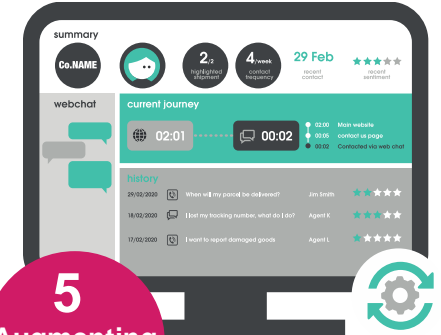 summary
Co.NAME
2/2
highlighted
shipment
4/week
contact
frequency
29 Feb
recent
contact
recent
sentiment
webchat
current journey
02:01
00:02
02:00 Main website
00:05 contact us page
00:02 Contacted via web chat
history
29/02/2020 When will my parcel be delivered? Jim Smith
18/02/2020 I lost my tracking number, what do I do? Agent K
17/02/2020 I want to report damaged goods Agent L
5
Augmenting